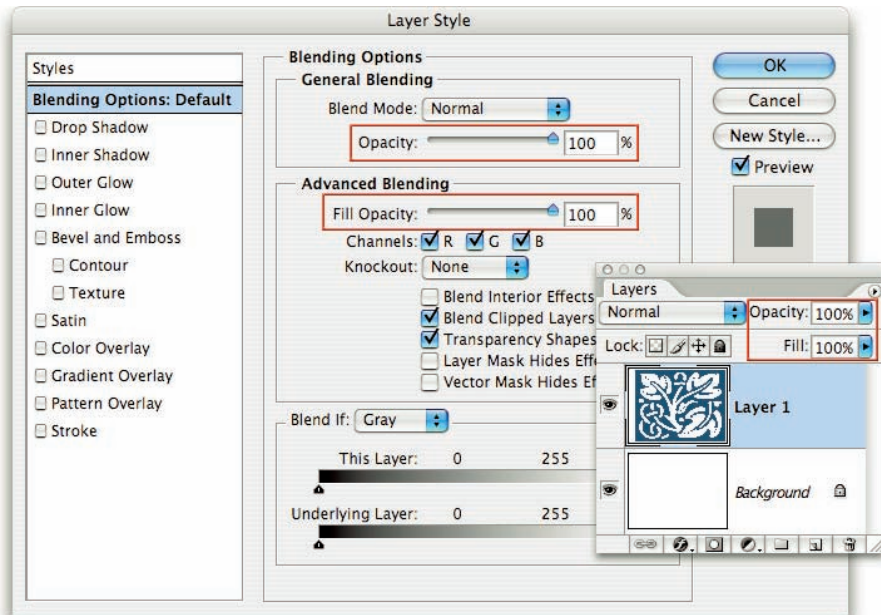 Layer Style
Styles
Blending Options: Default
Drop Shadow
Inner Shadow
Outer Glow
Inner Glow
Bevel and Emboss
Contour
Texture
Satin
Color Overlay
Gradient Overlay
Pattern Overlay
Stroke
Blending Options
General Blending
Blend Mode: Normal
Opacity: 100 %
Advanced Blending
Fill Opacity: 100 %
Channels: R G B
Knockout: None
Blend Interior Effects
Blend Clipped Layers
Transparency Shapes
Layer Mask Hides Effe
Vector Mask Hides Ef
Blend If: Gray
This Layer: 0 255
Underlying Layer: 0 255
OK
Cancel
New Style...
Preview
Layers
Normal Opacity: 100%
Lock: Fill: 100%
Layer 1
Background